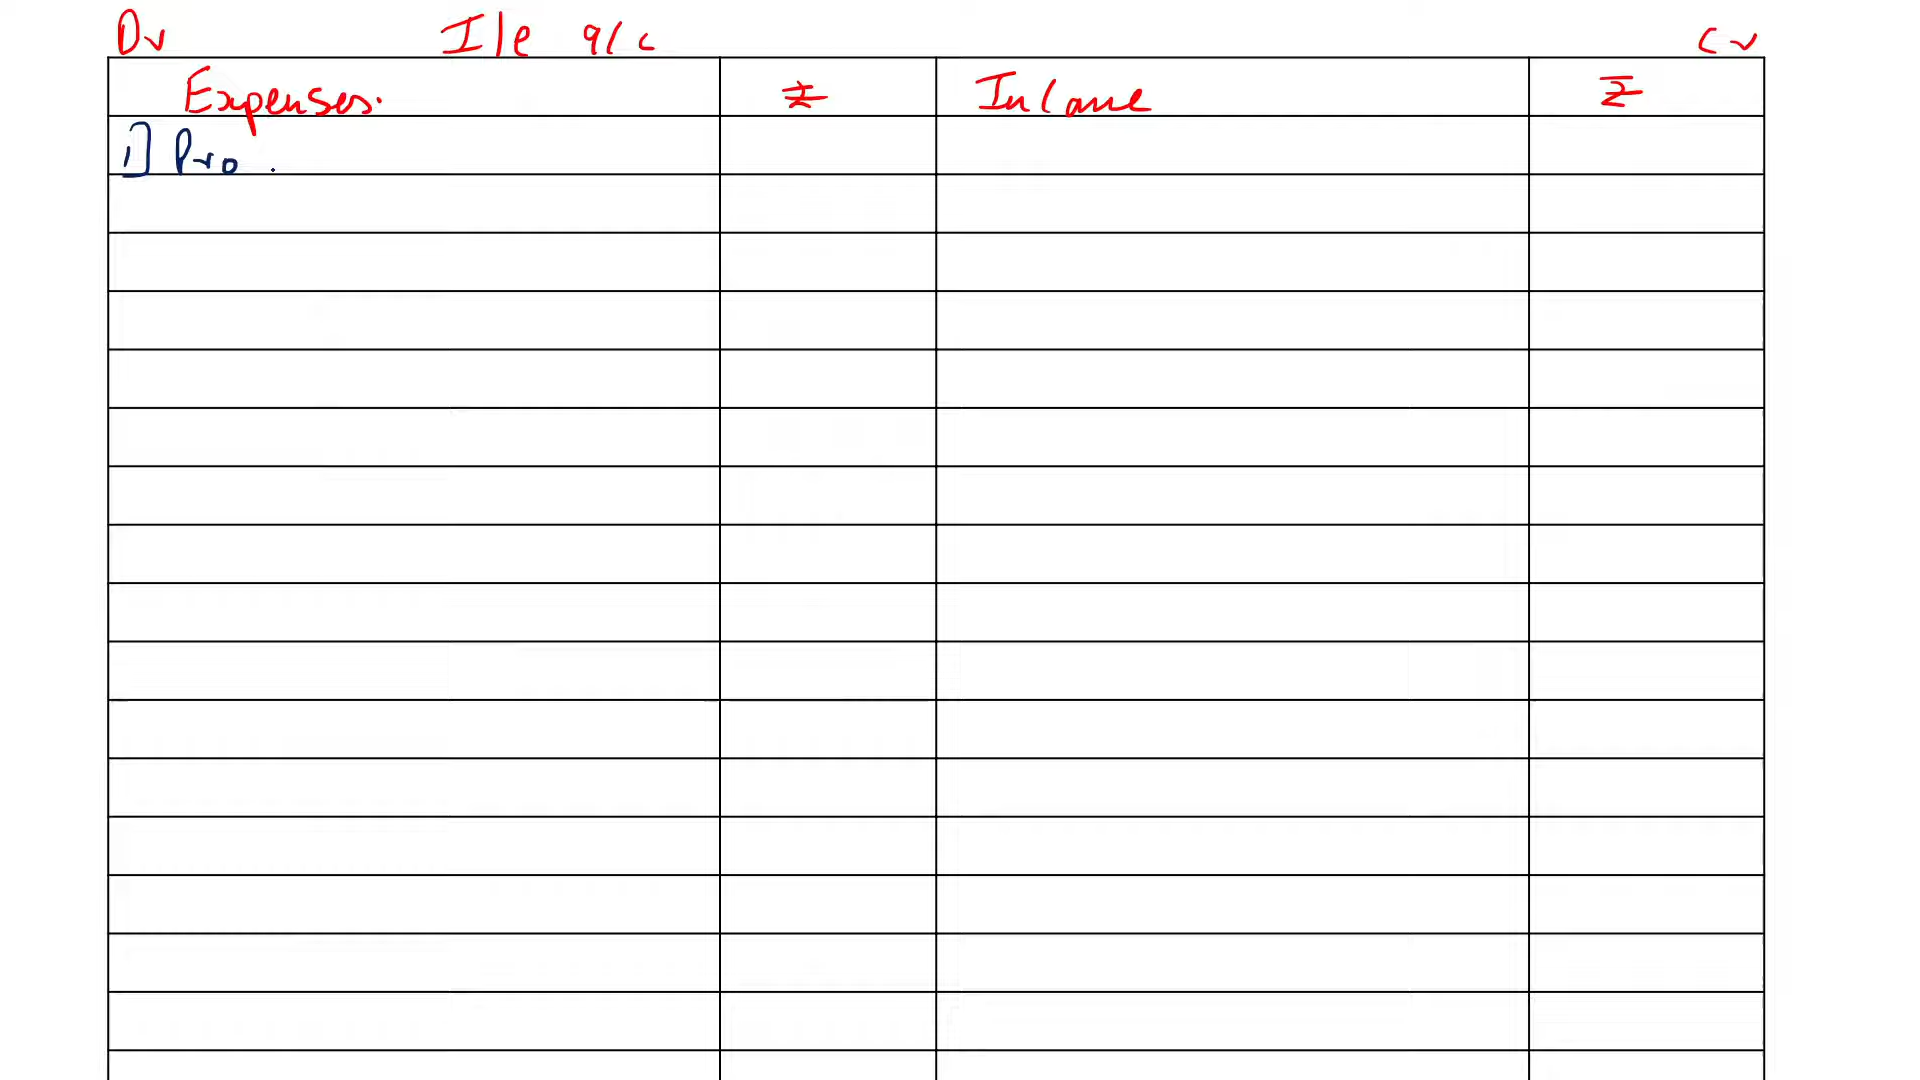 Dr I/e a/c Cr
Expenses. ₹ Income ₹
1] Pro .